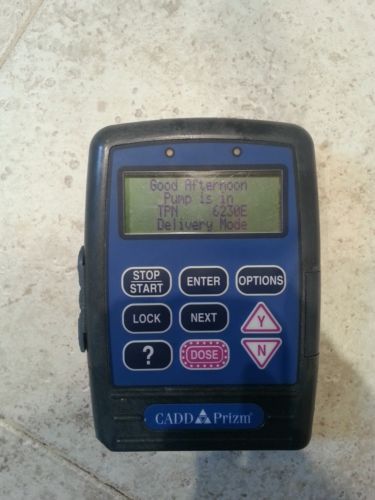 Good Afternoon
Pump is in
TPN 6230E
Delivery Mode
STOP
START
ENTER
OPTIONS
LOCK
NEXT
Y
?
DOSE
N
CADD Prizm®